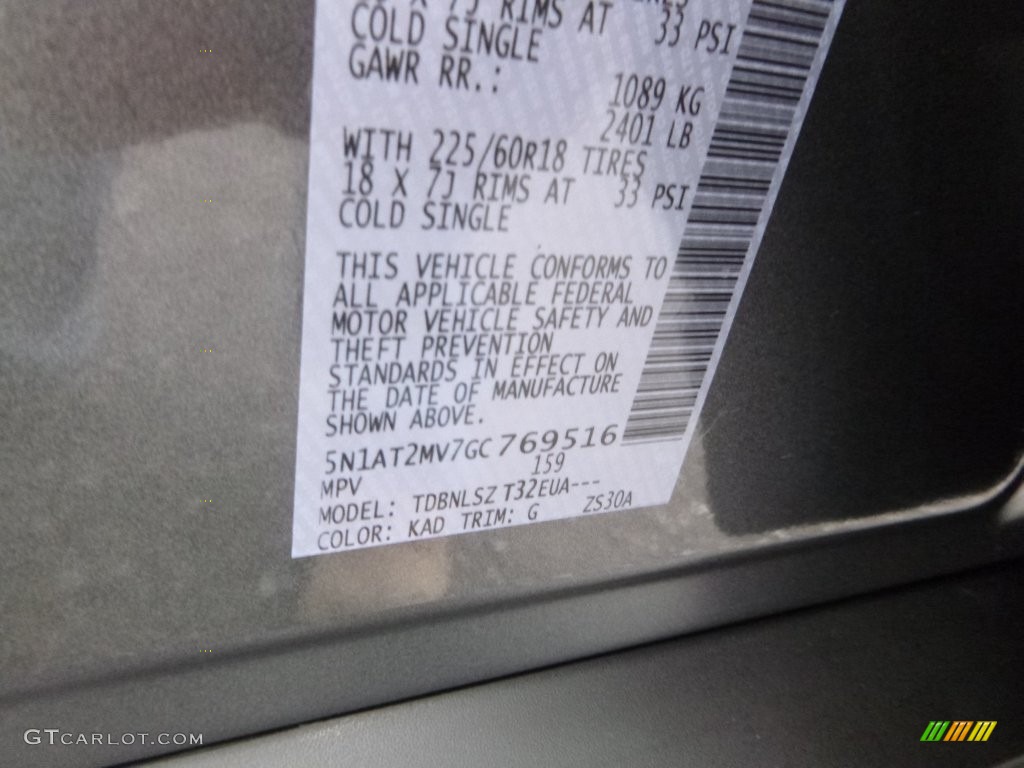 X 7J RIMS AT 33 PSI
COLD SINGLE
GAWR RR.:
1089 KG
2401 LB
WITH 225/60R18 TIRES
18 X 7J RIMS AT 33 PSI
COLD SINGLE
THIS VEHICLE CONFORMS TO
ALL APPLICABLE FEDERAL
MOTOR VEHICLE SAFETY AND
THEFT PREVENTION
STANDARDS IN EFFECT ON
THE DATE OF MANUFACTURE
SHOWN ABOVE.
5N1AT2MV7GC769516
MPV 159
MODEL: TDBNLSZ T32EUA---
COLOR: KAD TRIM: G ZS30A
GTCARLOT.COM